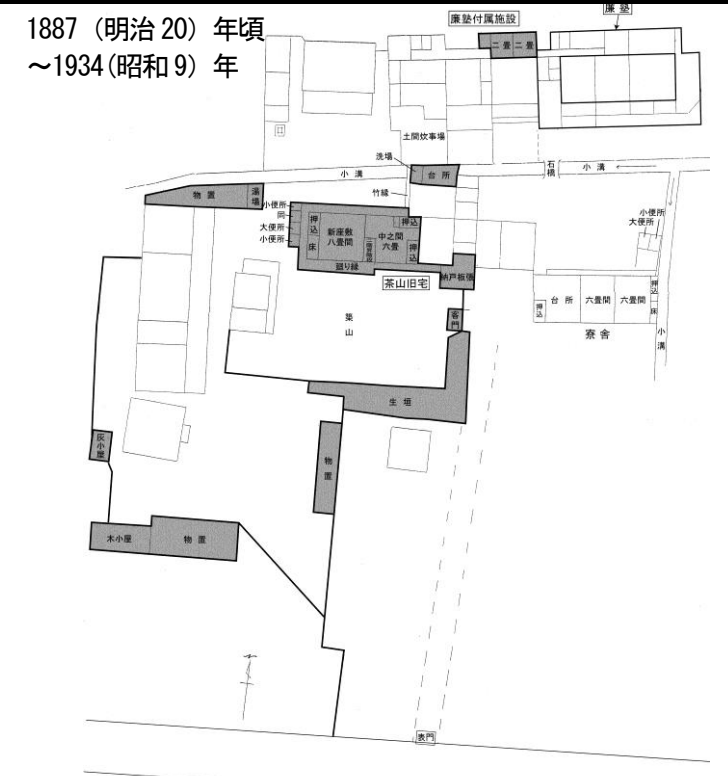 1887（明治 20）年頃
～1934(昭和 9）年
廉塾
廉塾付属施設
二畳 二畳
土間炊事場
洗場
台所
小溝
石橋
小溝
竹縁
物置
湯場
小便所
同
大便所
小便所
押込
床
新座敷
八畳間
押込
中之間
六畳
押込
廻り縁
納戸板張
茶山旧宅
小便所
大便所
押込
台所
六畳間
六畳間
押込
床
寮舎
小溝
築山
客門
生垣
灰小屋
物置
木小屋
物置
表門